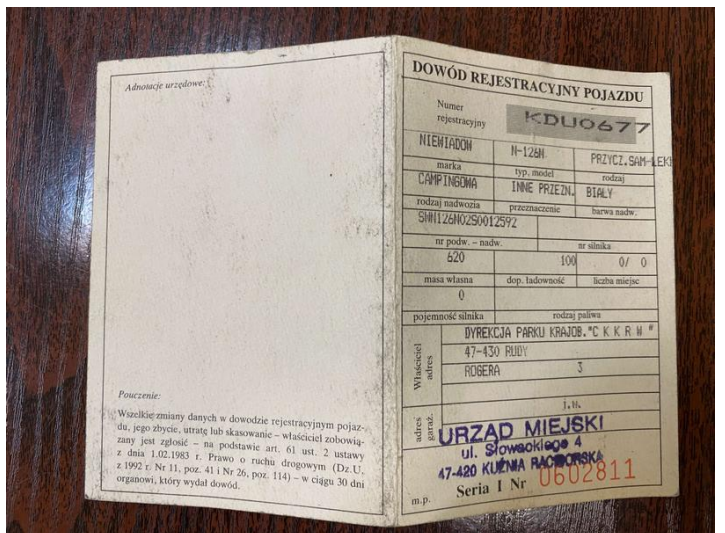 Adnotacje urzędowe:
Pouczenie:
Wszelkie zmiany danych w dowodzie rejestracyjnym pojaz-
du, jego zbycie, utratę lub skasowanie – właściciel zobowią-
zany jest zgłosić – na podstawie art. 61 ust. 2 ustawy
z dnia 1.02.1983 r. Prawo o ruchu drogowym (Dz.U.
z 1992 r. Nr 11, poz. 41 i Nr 26, poz. 114) – w ciągu 30 dni
organowi, który wydał dowód.
DOWÓD REJESTRACYJNY POJAZDU
Numer
rejestracyjny
KDU0677
NIEWIADOW N-126N PRZYCZ.SAM-LEKK
marka typ, model rodzaj
CAMPINGOWA INNE PRZEZN. BIAŁY
rodzaj nadwozia przeznaczenie barwa nadw.
SWN126N02S0012592
nr podw. – nadw. nr silnika
620 100 0/ 0
masa własna dop. ładowność liczba miejsc
0
pojemność silnika rodzaj paliwa
Właściciel
adres
DYREKCJA PARKU KRAJOB."C K K R W "
47-430 RUDY
ROGERA 3
adres
garaż.
j.w.
URZĄD MIEJSKI
ul. Słowackiego 4
47-420 KUŹNIA RACIBORSKA
m.p. Seria I Nr 0602811